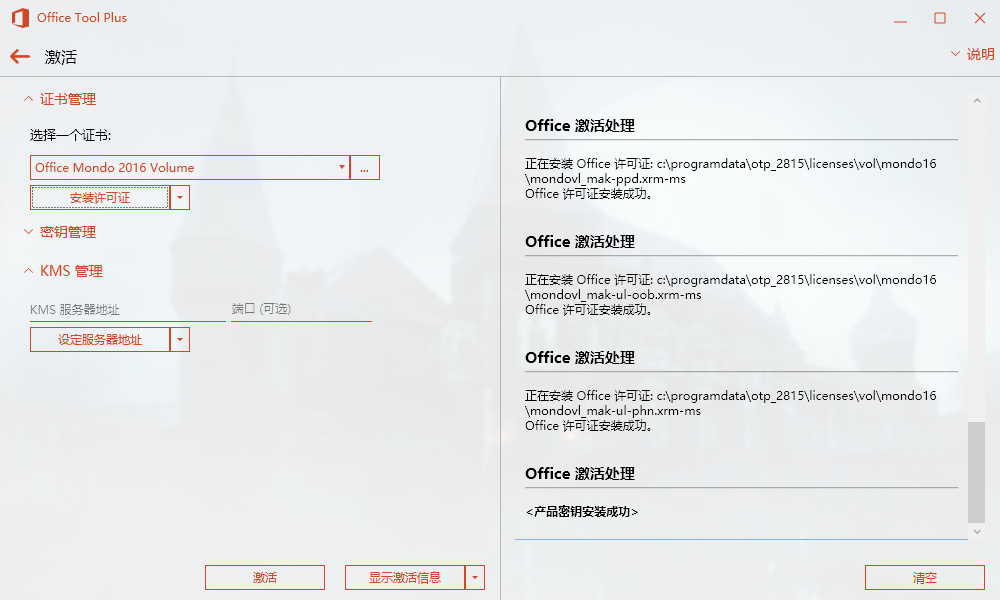 Office Tool Plus
激活
说明
证书管理
选择一个证书:
Office Mondo 2016 Volume
...
安装许可证
密钥管理
KMS 管理
KMS 服务器地址
端口 (可选)
设定服务器地址
激活
显示激活信息
Office 激活处理
正在安装 Office 许可证: c:\programdata\otp_2815\licenses\vol\mondo16
\mondovl_mak-ppd.xrm-ms
Office 许可证安装成功。
Office 激活处理
正在安装 Office 许可证: c:\programdata\otp_2815\licenses\vol\mondo16
\mondovl_mak-ul-oob.xrm-ms
Office 许可证安装成功。
Office 激活处理
正在安装 Office 许可证: c:\programdata\otp_2815\licenses\vol\mondo16
\mondovl_mak-ul-phn.xrm-ms
Office 许可证安装成功。
Office 激活处理
<产品密钥安装成功>
清空